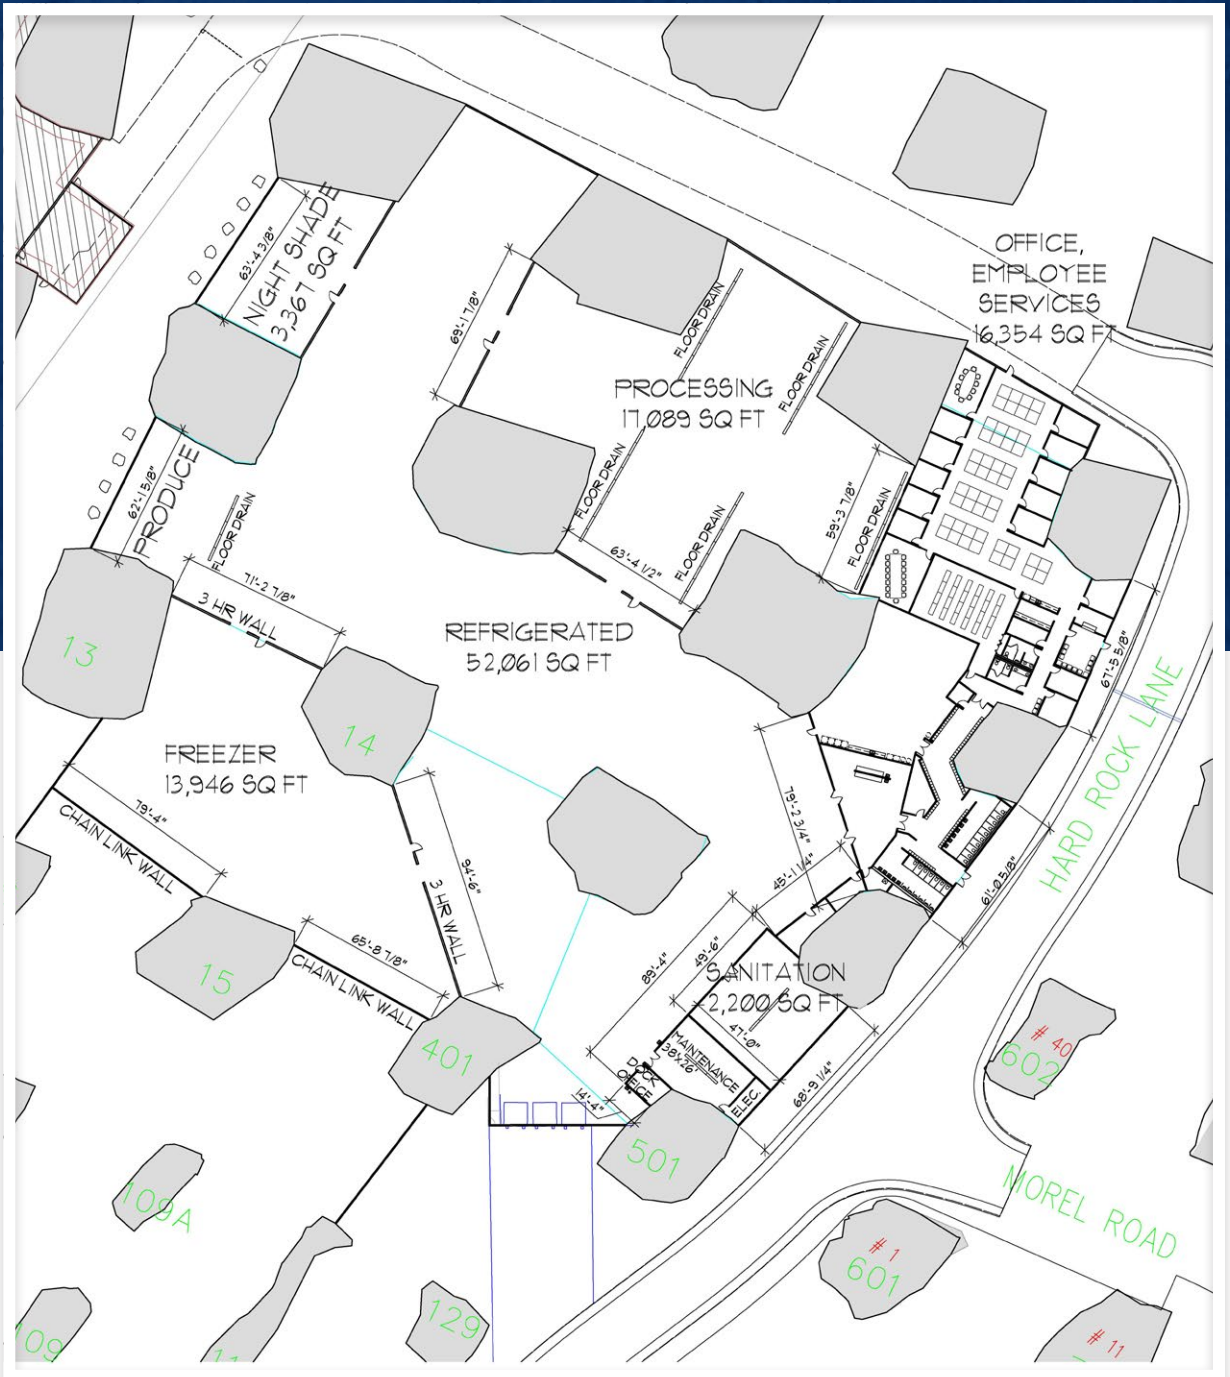 OFFICE,
EMPLOYEE
SERVICES
16,354 SQ FT
NIGHT SHADE
3,367 SQ FT
63'-4 3/8"
69'-1 7/8"
FLOOR DRAIN
FLOOR DRAIN
PROCESSING
17,089 SQ FT
PRODUCE
62'-1 5/8"
FLOOR DRAIN
FLOOR DRAIN
FLOOR DRAIN
FLOOR DRAIN
59'-3 7/8"
63'-4 1/2"
71'-2 7/8"
3 HR WALL
REFRIGERATED
52,061 SQ FT
67'-5 5/8"
13
14
FREEZER
13,946 SQ FT
79'-4"
CHAIN LINK WALL
94'-6"
3 HR WALL
79'-2 3/4"
45'-1 1/4"
61'-0 5/8"
HARD ROCK LANE
15
65'-8 7/8"
CHAIN LINK WALL
89'-4"
49'-6"
SANITATION
2,200 SQ FT
47'-0"
401
MAINTENANCE
38'x26'
DOCK
OFFICE
ELEC.
14'-4"
68'-9 1/4"
# 40
602
501
MOREL ROAD
109A
# 1
601
129
109
11
# 11